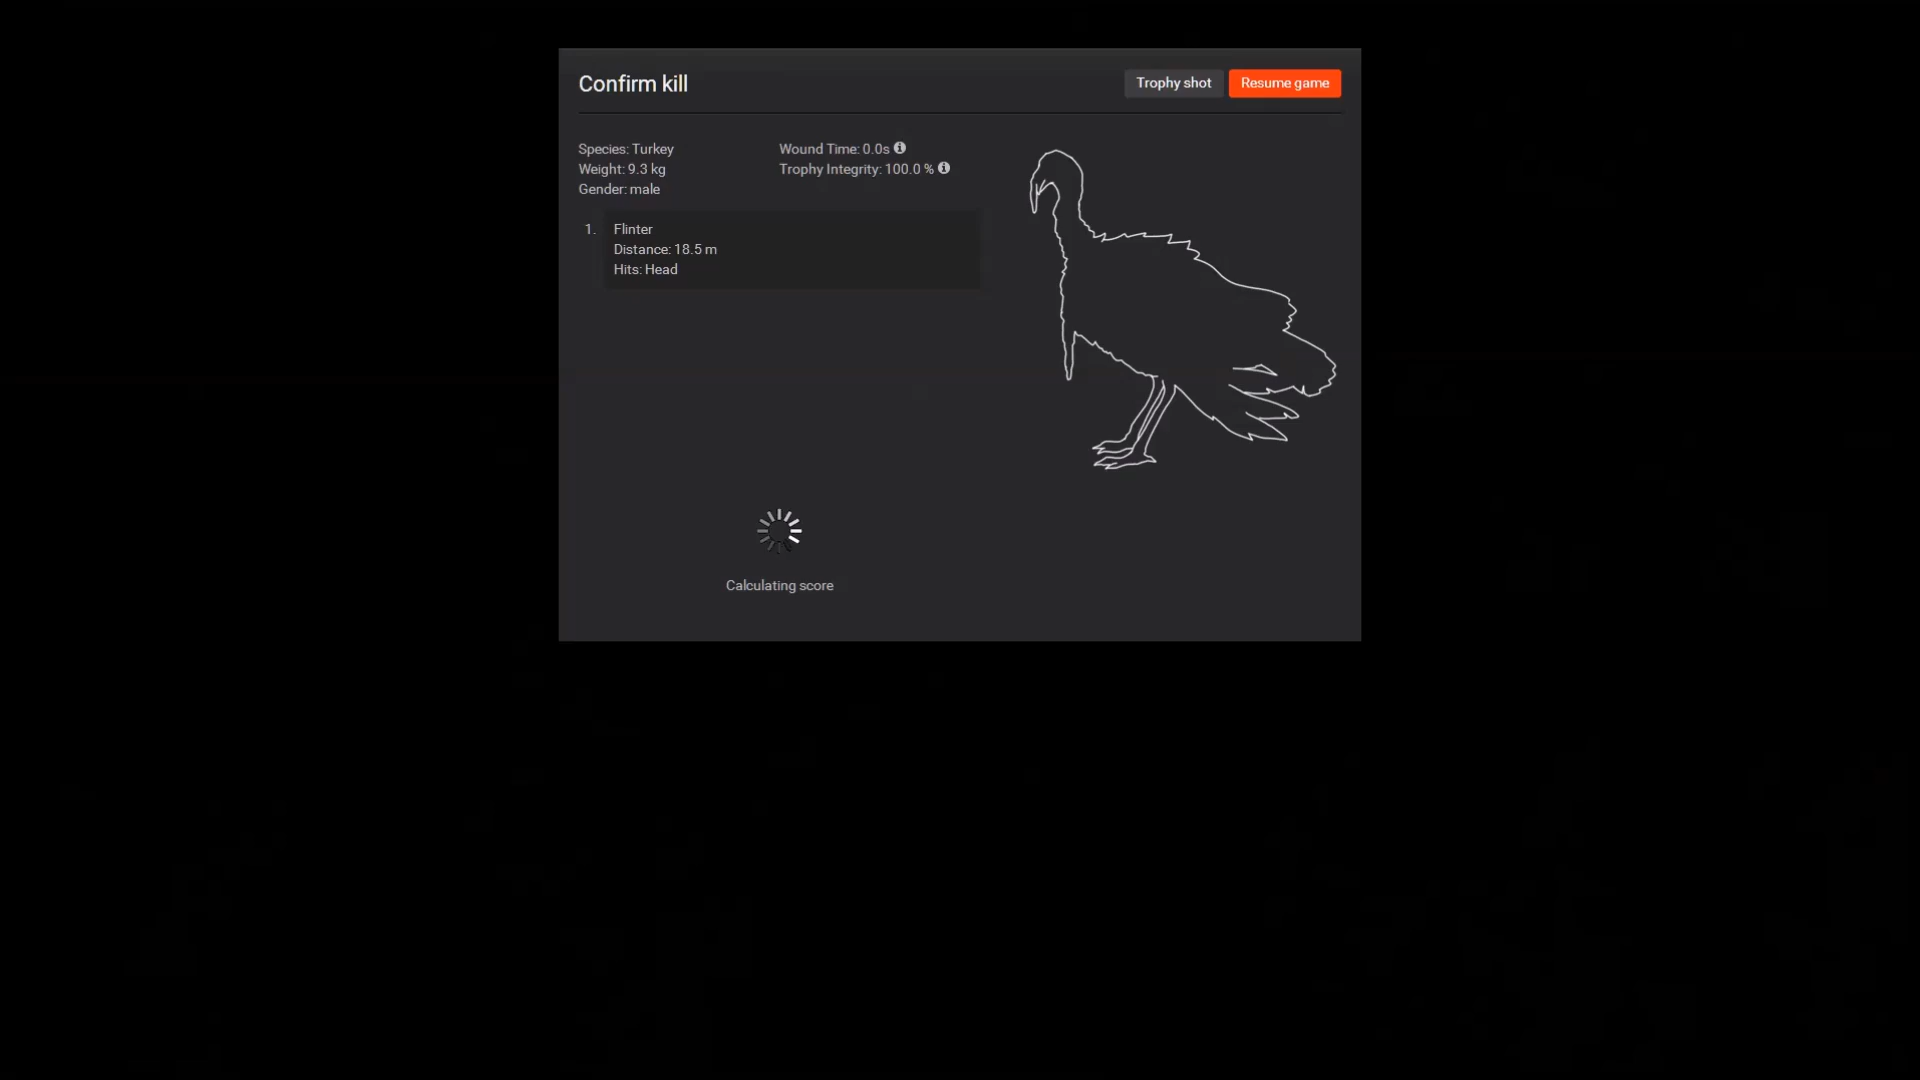 Confirm kill
Trophy shot
Resume game
Species: Turkey
Weight: 9.3 kg
Gender: male
Wound Time: 0.0s
Trophy Integrity: 100.0 %
1. Flinter
Distance: 18.5 m
Hits: Head
Calculating score